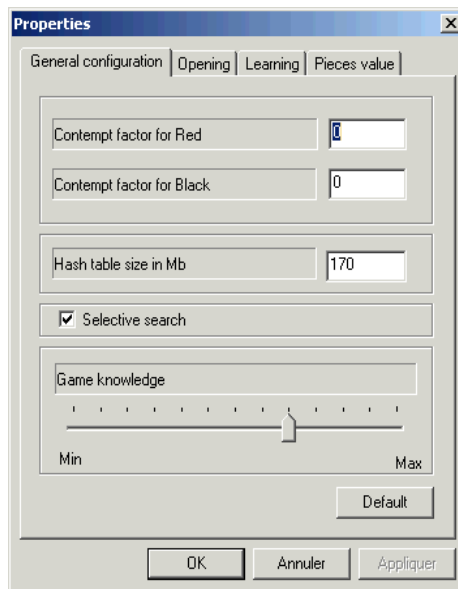 Properties
General configuration Opening Learning Pieces value
Contempt factor for Red 0
Contempt factor for Black 0
Hash table size in Mb 170
Selective search
Game knowledge
Min Max
Default
OK Annuler Appliquer